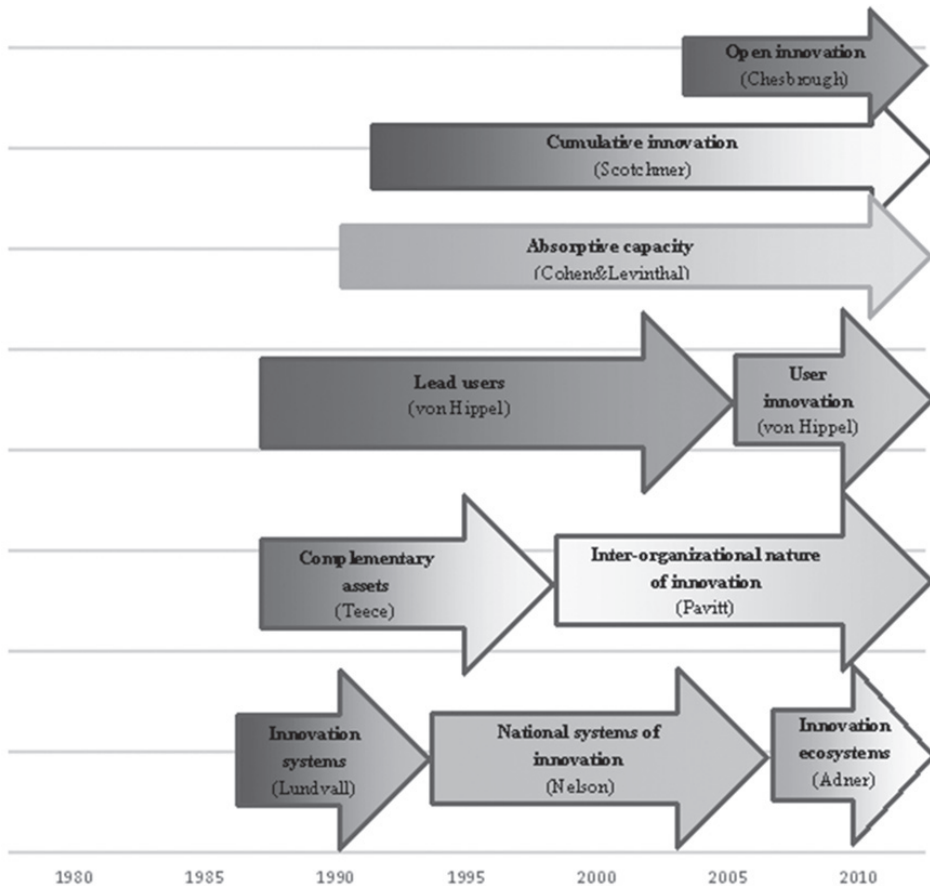 Open innovation
(Chesbrough)
Cumulative innovation
(Scotchmer)
Absorptive capacity
(Cohen&Levinthal)
Lead users
(von Hippel)
User
innovation
(von Hippel)
Complementary
assets
(Teece)
Inter-organizational nature
of innovation
(Pavitt)
Innovation
systems
(Lundvall)
National systems of
innovation
(Nelson)
Innovation
ecosystems
(Adner)
1980 1985 1990 1995 2000 2005 2010